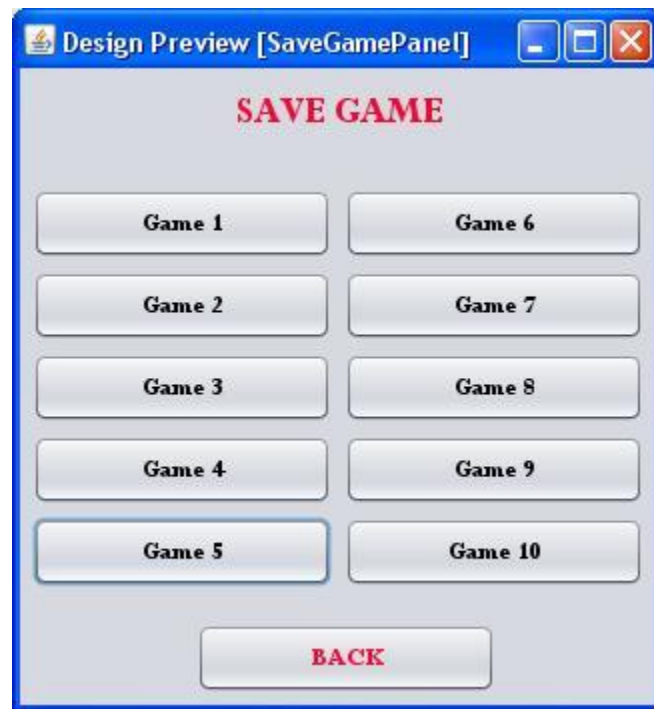 Design Preview [SaveGamePanel]
SAVE GAME
Game 1
Game 6
Game 2
Game 7
Game 3
Game 8
Game 4
Game 9
Game 5
Game 10
BACK